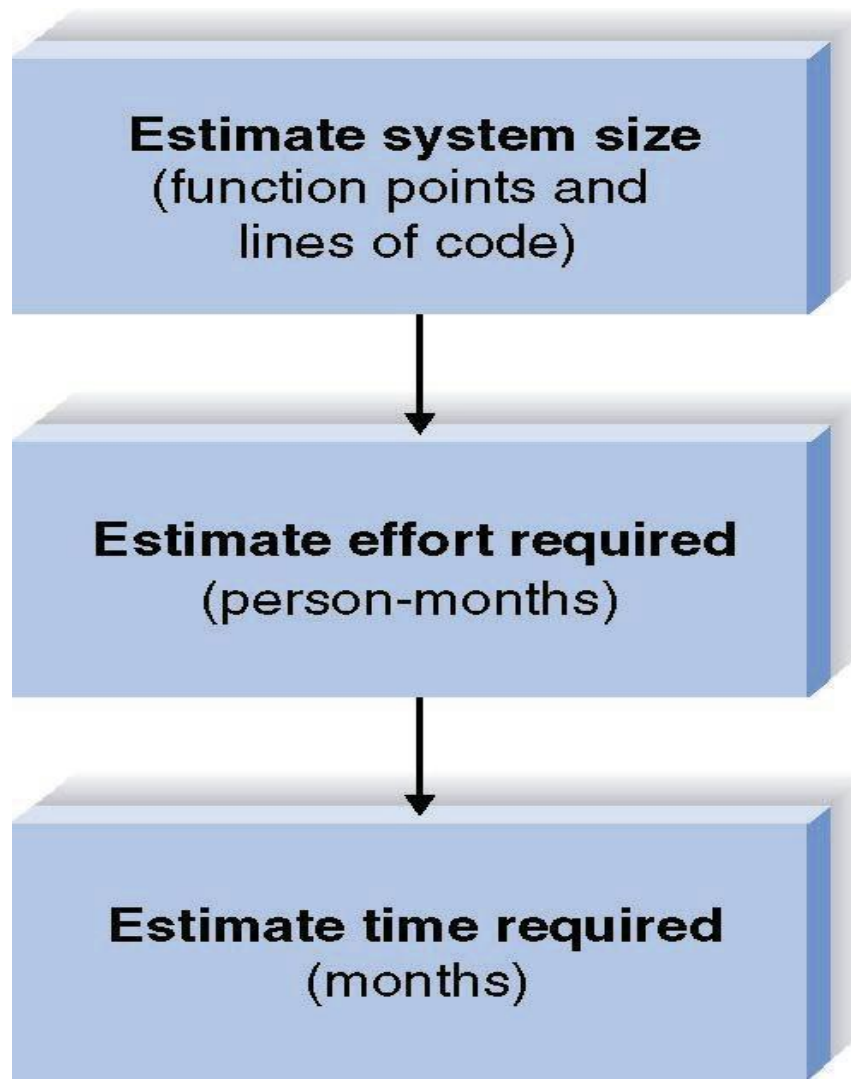 Estimate system size
(function points and
lines of code)
Estimate effort required
(person-months)
Estimate time required
(months)